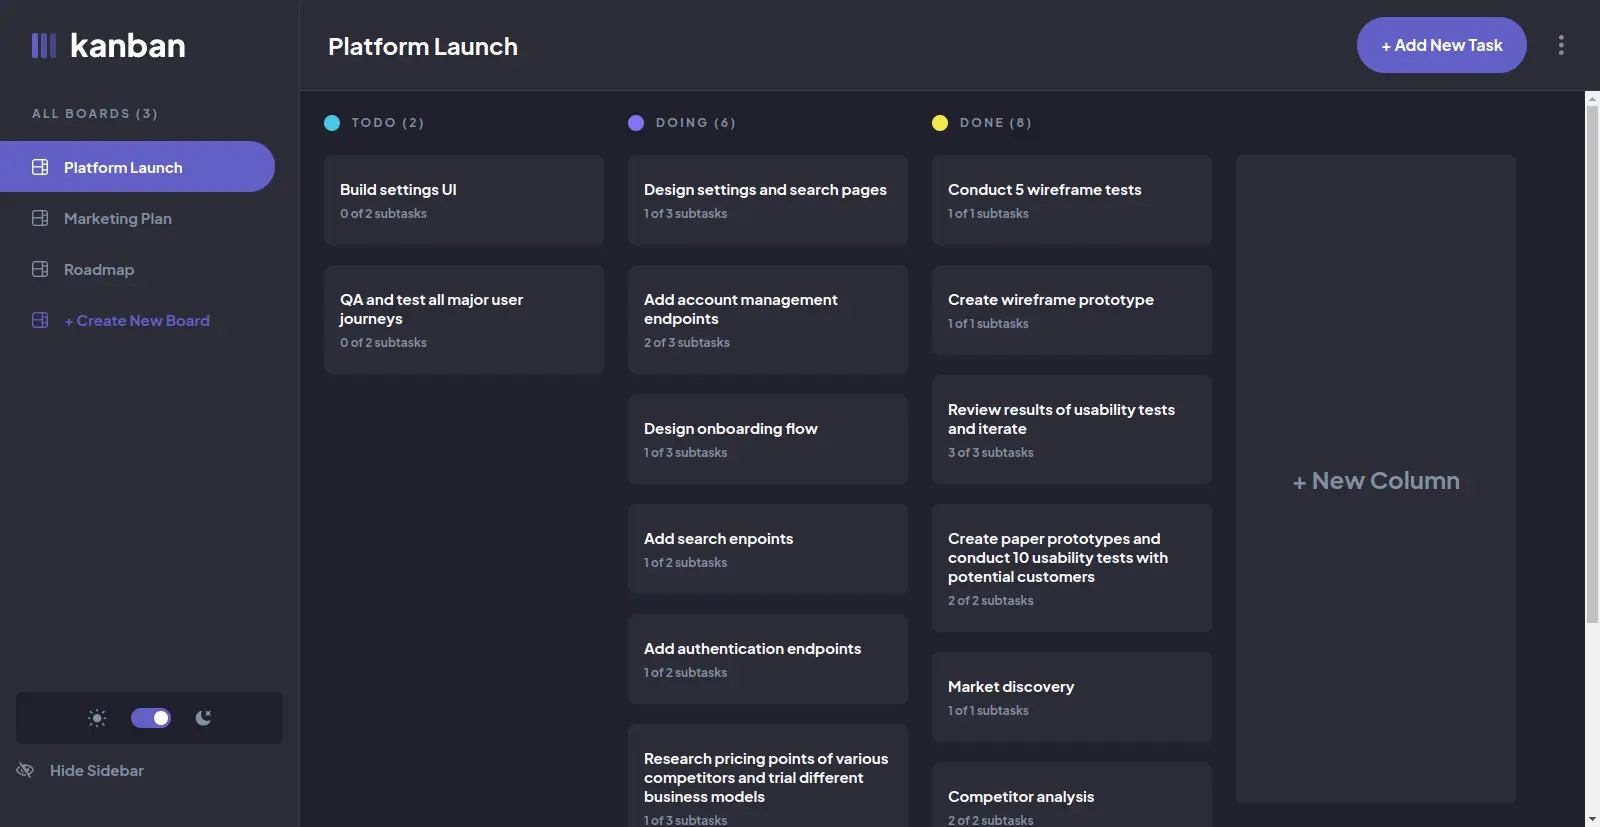 kanban
ALL BOARDS (3)
Platform Launch
Marketing Plan
Roadmap
+ Create New Board
Hide Sidebar
Platform Launch
+ Add New Task
TODO (2)
Build settings UI
0 of 2 subtasks
QA and test all major user
journeys
0 of 2 subtasks
DOING (6)
Design settings and search pages
1 of 3 subtasks
Add account management
endpoints
2 of 3 subtasks
Design onboarding flow
1 of 3 subtasks
Add search enpoints
1 of 2 subtasks
Add authentication endpoints
1 of 2 subtasks
Research pricing points of various
competitors and trial different
business models
1 of 3 subtasks
DONE (8)
Conduct 5 wireframe tests
1 of 1 subtasks
Create wireframe prototype
1 of 1 subtasks
Review results of usability tests
and iterate
3 of 3 subtasks
Create paper prototypes and
conduct 10 usability tests with
potential customers
2 of 2 subtasks
Market discovery
1 of 1 subtasks
Competitor analysis
2 of 2 subtasks
+ New Column